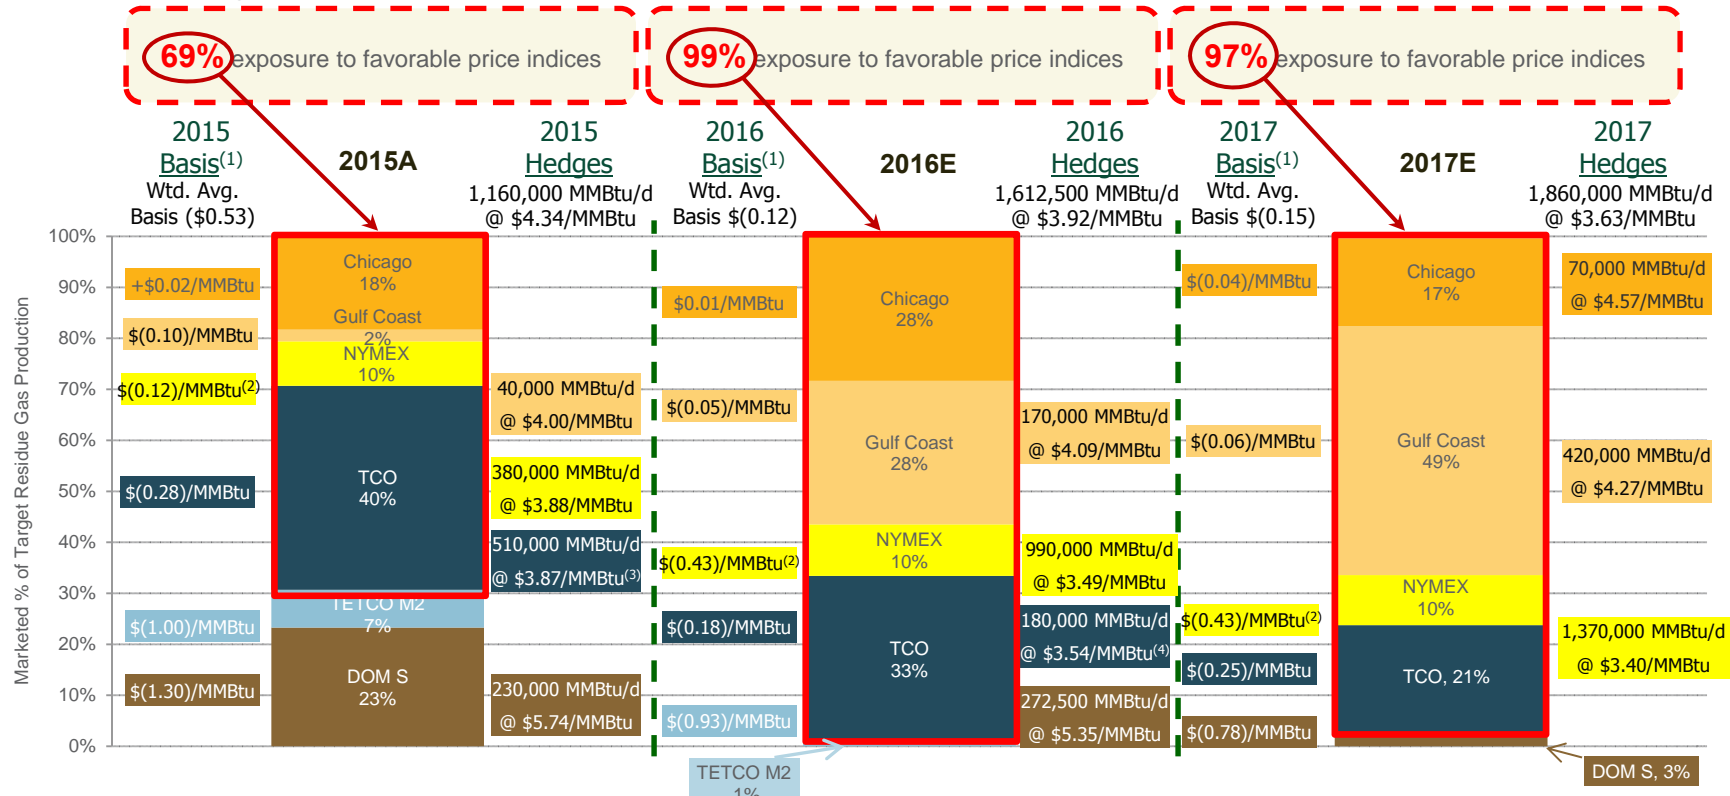 69% exposure to favorable price indices
99% exposure to favorable price indices
97% exposure to favorable price indices
2015
Basis(1)
Wtd. Avg.
Basis ($0.53)
2015A
2015
Hedges
1,160,000 MMBtu/d
@ $4.34/MMBtu
2016
Basis(1)
Wtd. Avg.
Basis $(0.12)
2016E
2016
Hedges
1,612,500 MMBtu/d
@ $3.92/MMBtu
2017
Basis(1)
Wtd. Avg.
Basis $(0.15)
2017E
2017
Hedges
1,860,000 MMBtu/d
@ $3.63/MMBtu
Marketed % of Target Residue Gas Production
100%
90%
80%
70%
60%
50%
40%
30%
20%
10%
0%
+$0.02/MMBtu
$(0.10)/MMBtu
$(0.12)/MMBtu(2)
$(0.28)/MMBtu
$(1.00)/MMBtu
$(1.30)/MMBtu
Chicago
18%
Gulf Coast
2%
NYMEX
10%
TCO
40%
TETCO M2
7%
DOM S
23%
40,000 MMBtu/d
@ $4.00/MMBtu
380,000 MMBtu/d
@ $3.88/MMBtu
510,000 MMBtu/d
@ $3.87/MMBtu(3)
230,000 MMBtu/d
@ $5.74/MMBtu
$0.01/MMBtu
$(0.05)/MMBtu
$(0.43)/MMBtu(2)
$(0.18)/MMBtu
$(0.93)/MMBtu
Chicago
28%
Gulf Coast
28%
NYMEX
10%
TCO
33%
TETCO M2
1%
170,000 MMBtu/d
@ $4.09/MMBtu
990,000 MMBtu/d
@ $3.49/MMBtu
180,000 MMBtu/d
@ $3.54/MMBtu(4)
272,500 MMBtu/d
@ $5.35/MMBtu
$(0.04)/MMBtu
$(0.06)/MMBtu
$(0.43)/MMBtu(2)
$(0.25)/MMBtu
$(0.78)/MMBtu
Chicago
17%
Gulf Coast
49%
NYMEX
10%
TCO, 21%
DOM S, 3%
70,000 MMBtu/d
@ $4.57/MMBtu
420,000 MMBtu/d
@ $4.27/MMBtu
1,370,000 MMBtu/d
@ $3.40/MMBtu